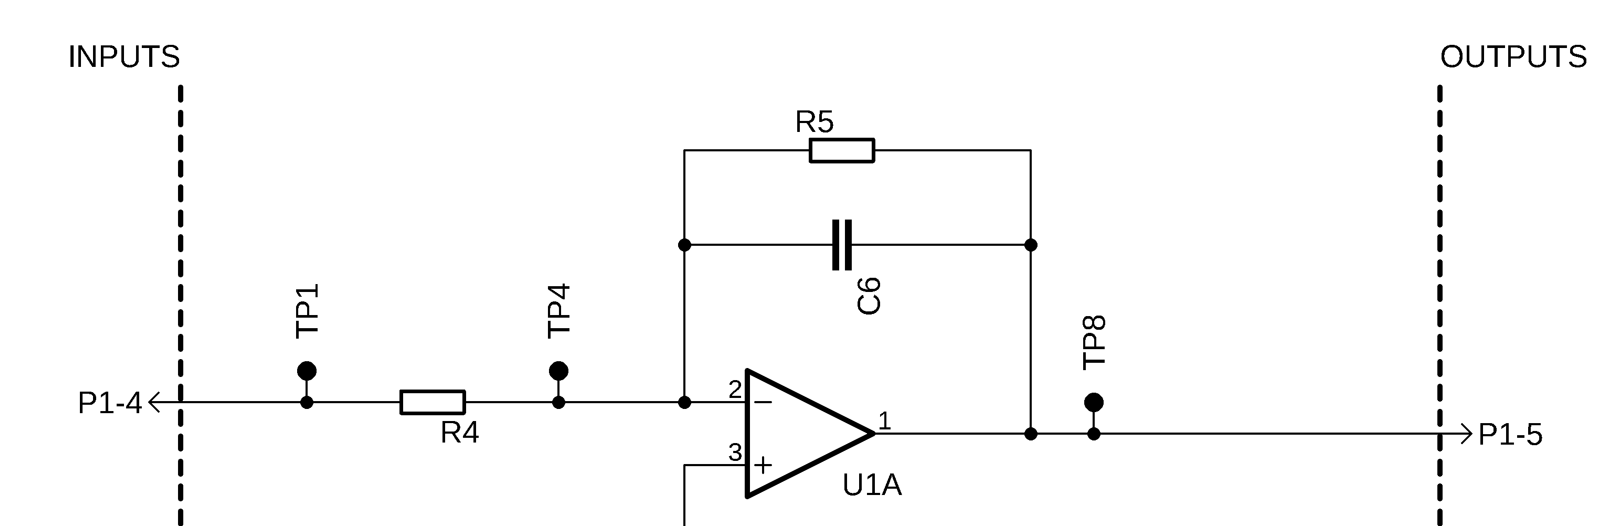 INPUTS
OUTPUTS
R5
C6
TP1
TP4
TP8
P1-4
R4
2
3
1
U1A
P1-5